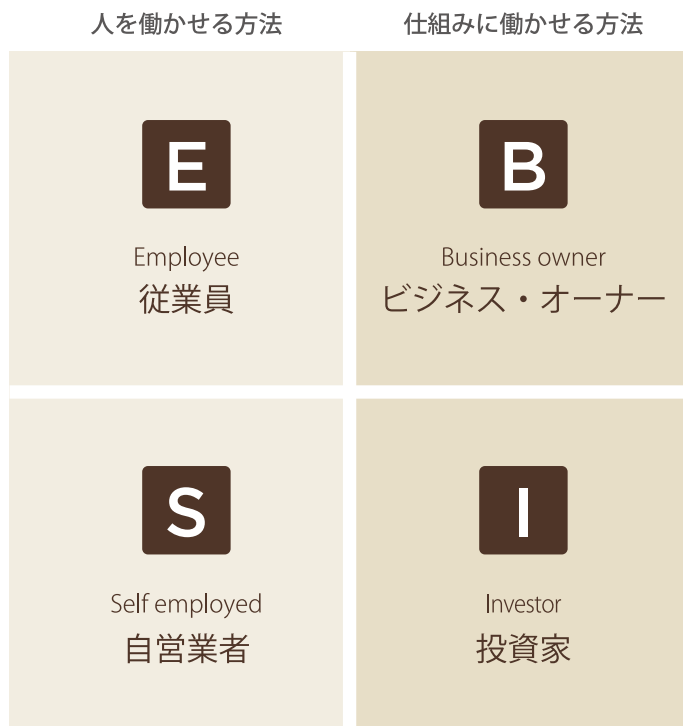 人を働かせる方法
仕組みに働かせる方法
E
Employee
従業員
B
Business owner
ビジネス・オーナー
S
Self employed
自営業者
I
Investor
投資家